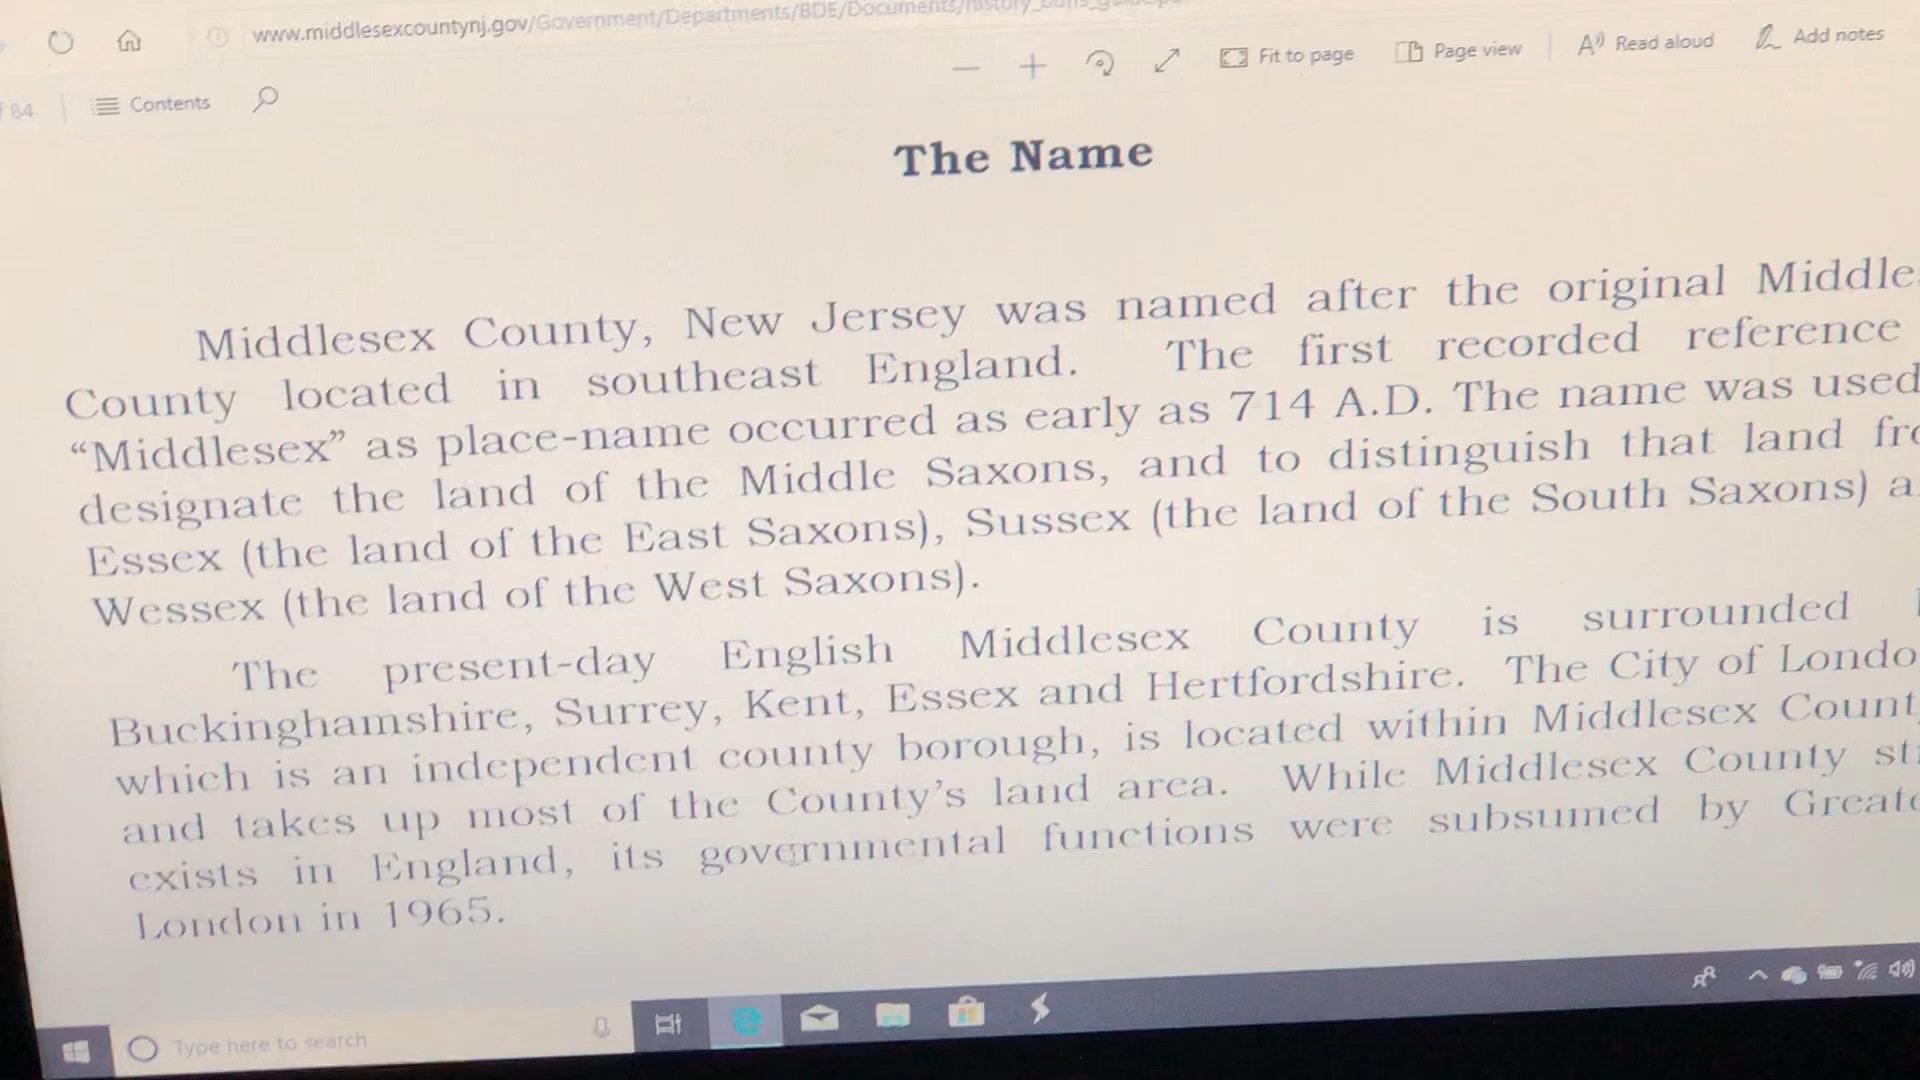 www.middlesexcountynj.gov/Government/Departments/BDE/Documents/
Fit to page
Page view
Read aloud
Add notes
84
Contents
The Name
Middlesex County, New Jersey was named after the original Middle
County located in southeast England. The first recorded reference
“Middlesex” as place-name occurred as early as 714 A.D. The name was used
designate the land of the Middle Saxons, and to distinguish that land fro
Essex (the land of the East Saxons), Sussex (the land of the South Saxons) a
Wessex (the land of the West Saxons).
The present-day English Middlesex County is surrounded
Buckinghamshire, Surrey, Kent, Essex and Hertfordshire. The City of Londo
which is an independent county borough, is located within Middlesex Count
and takes up most of the County’s land area. While Middlesex County sti
exists in England, its governmental functions were subsumed by Greate
London in 1965.
Type here to search